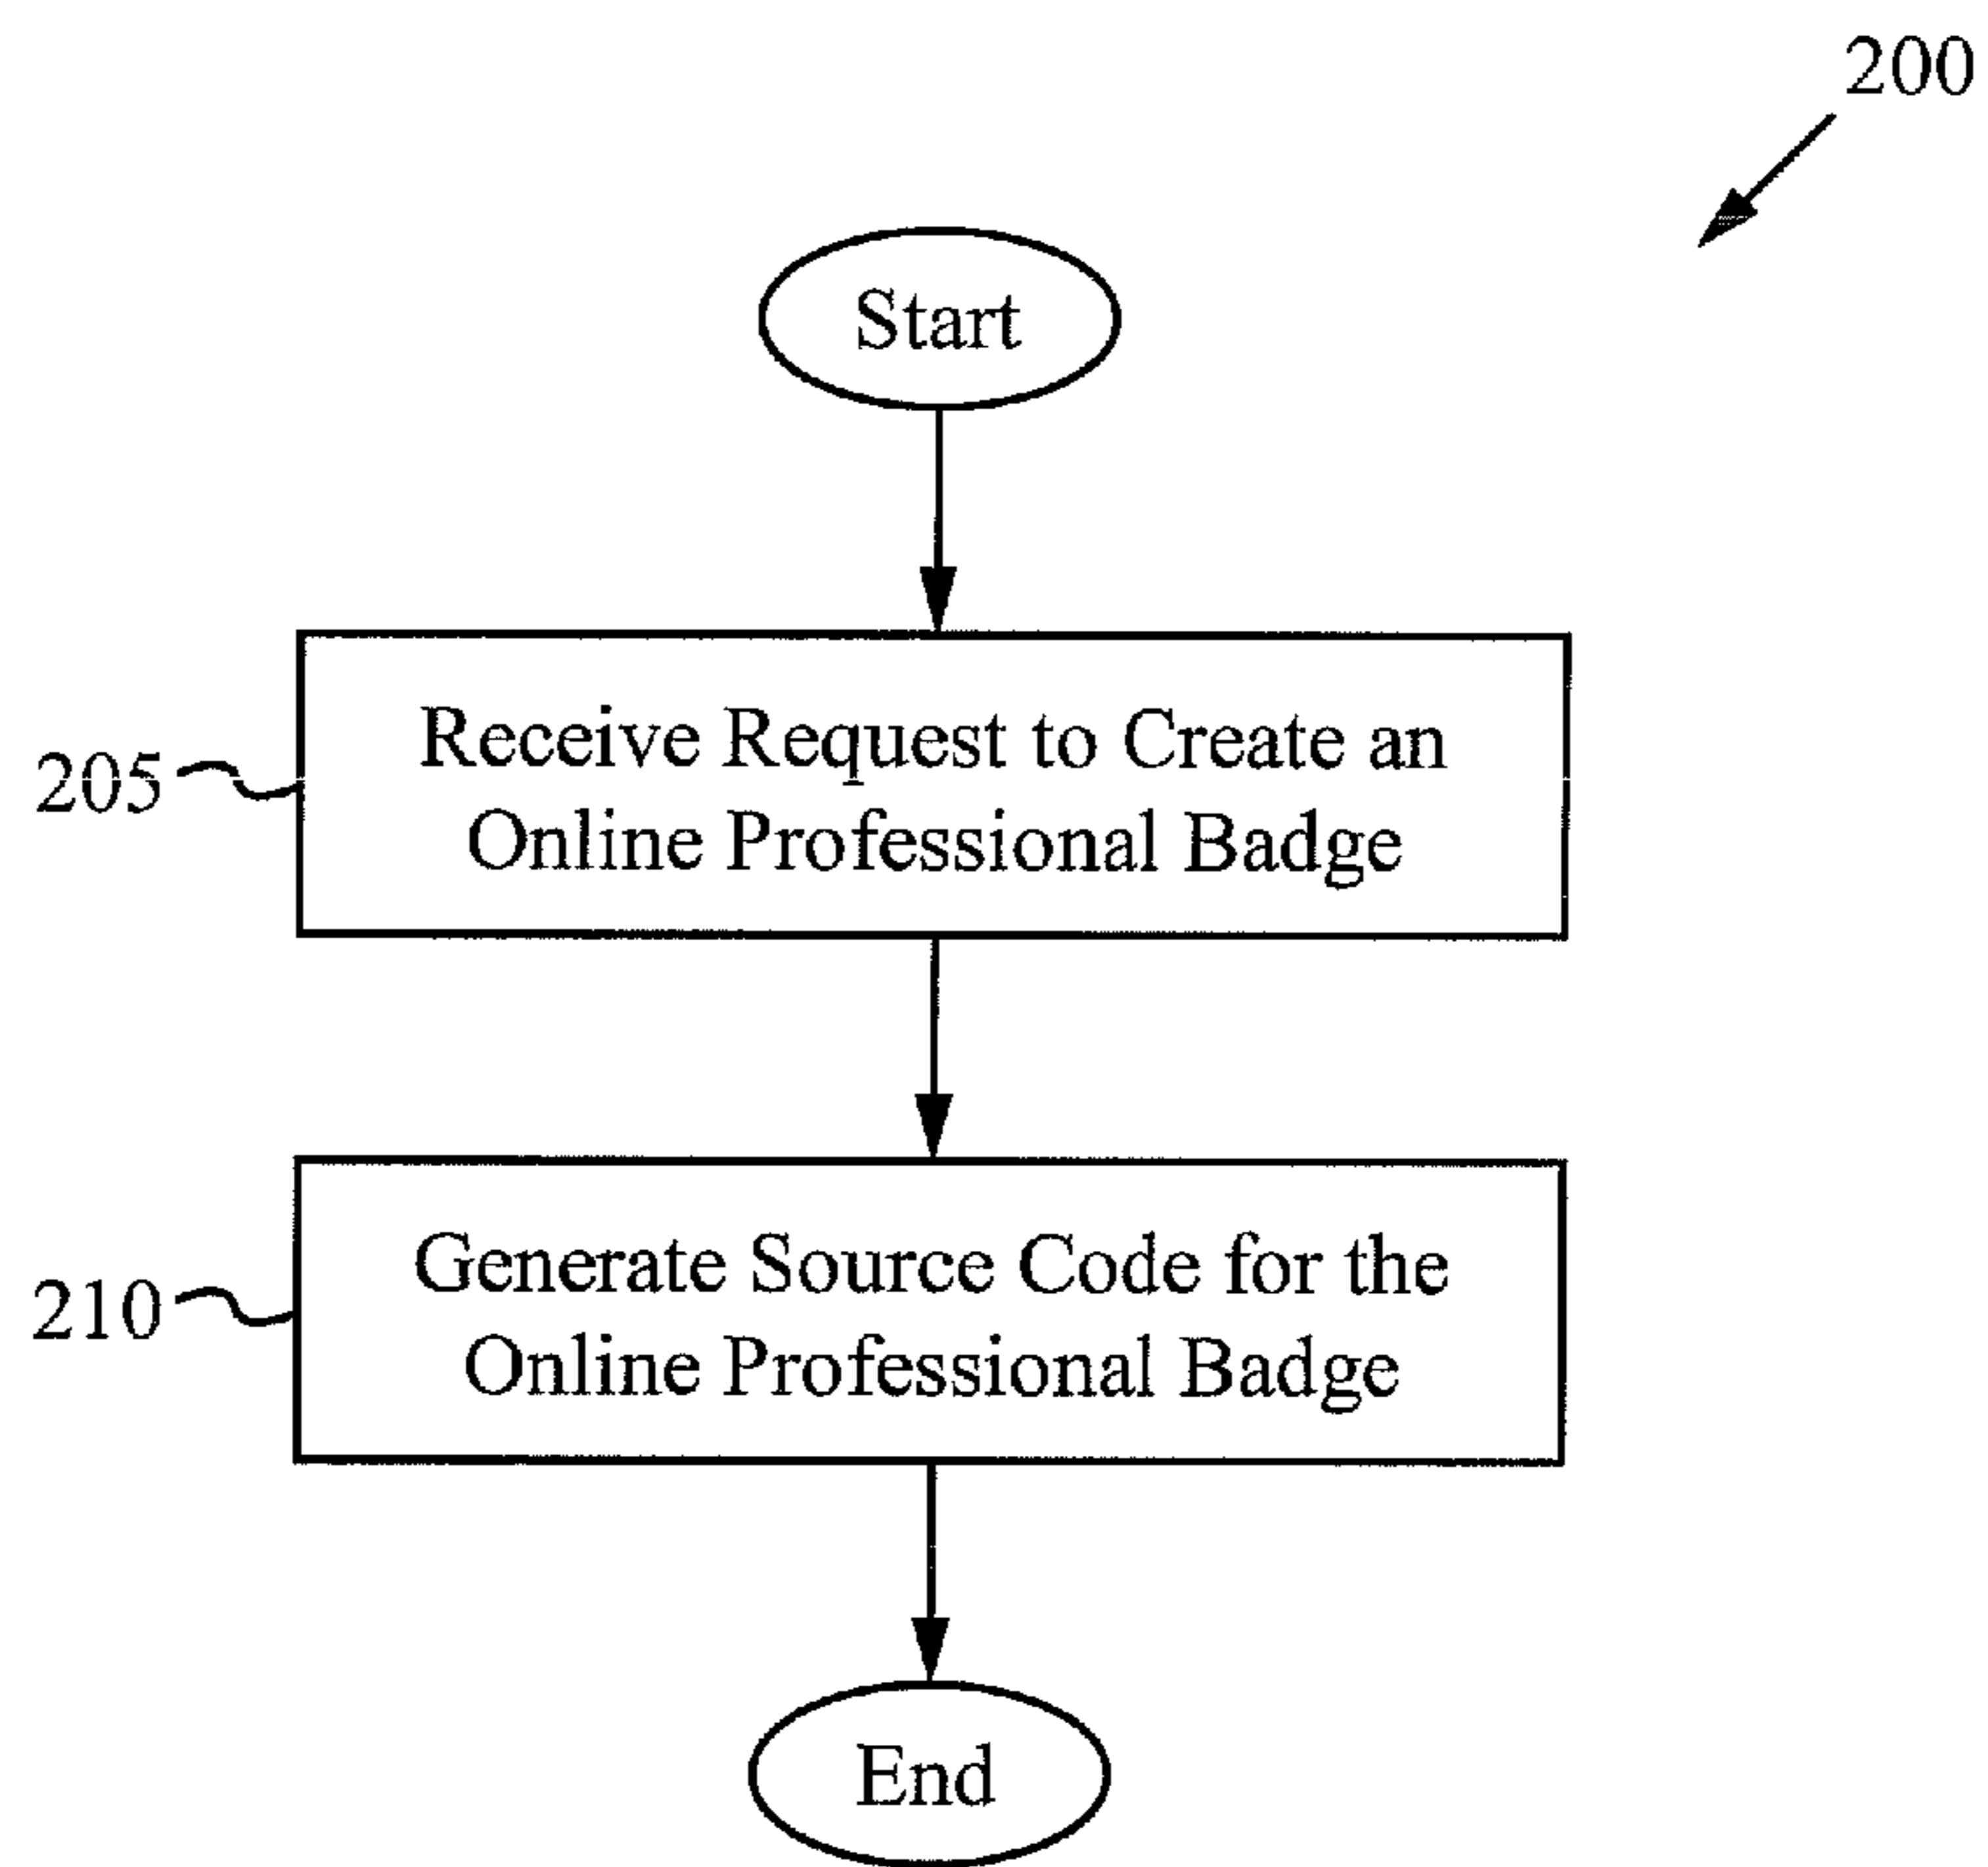 200
Start
205
Receive Request to Create an
Online Professional Badge
210
Generate Source Code for the
Online Professional Badge
End